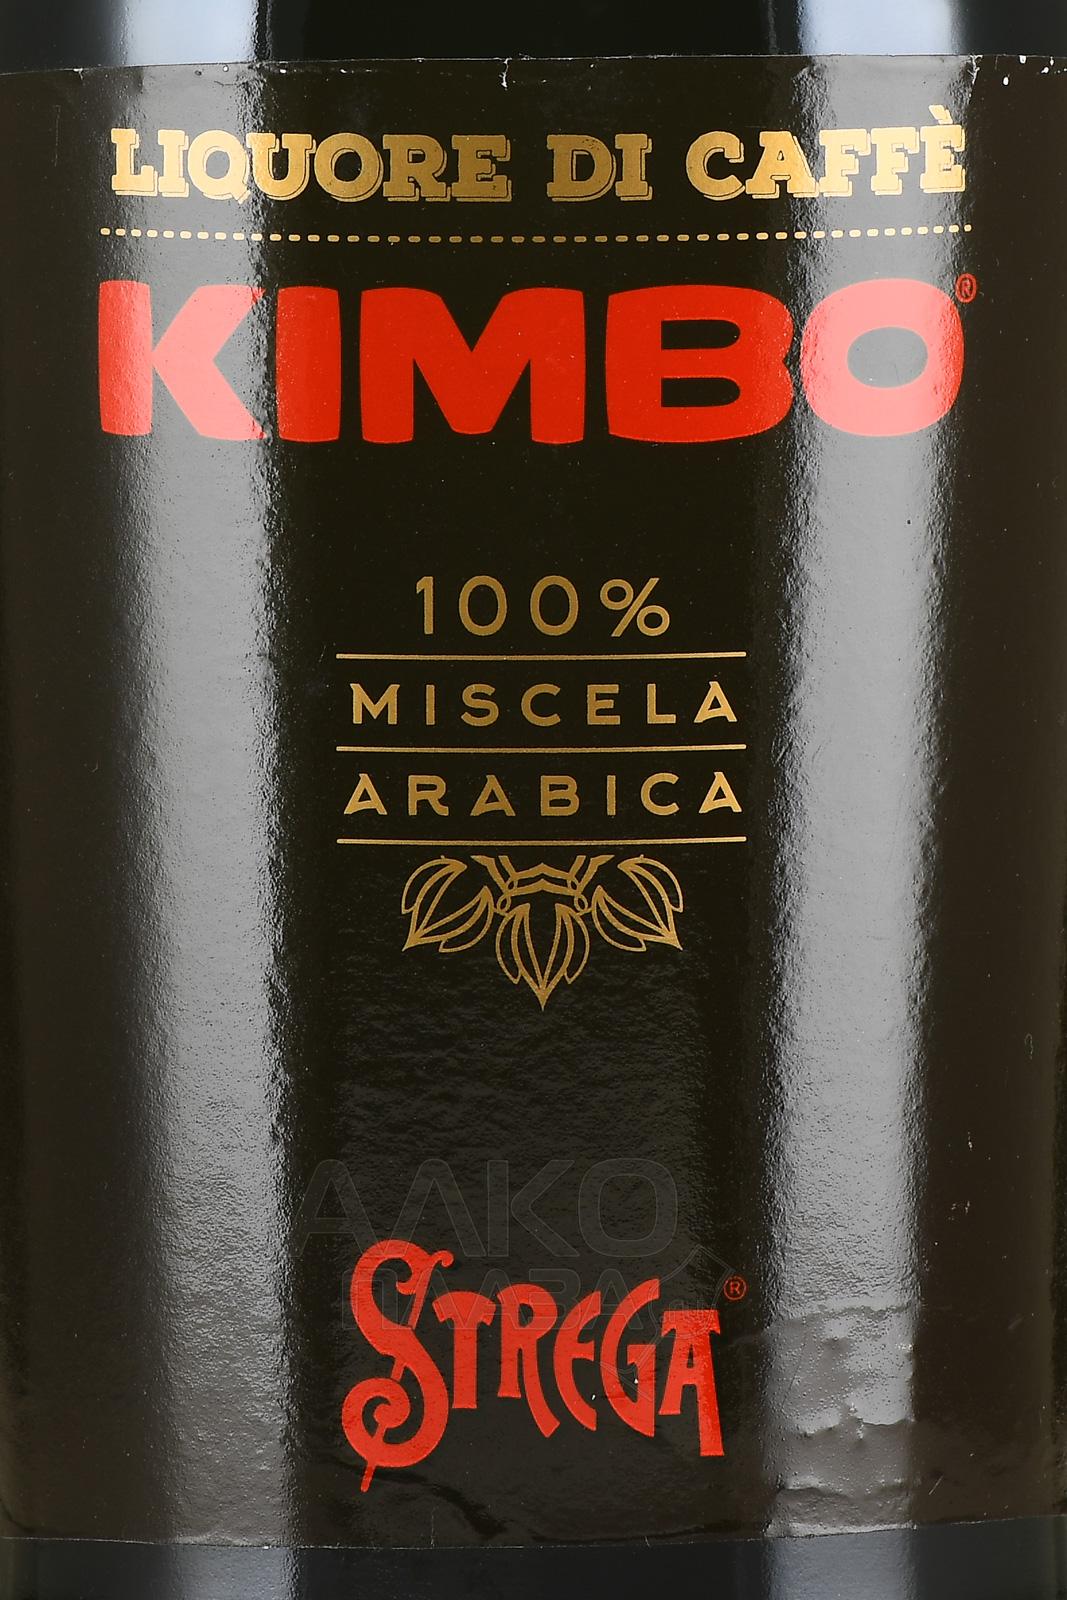 LIQUORE DI CAFFÈ
KIMBO®
100%
MISCELA
ARABICA
STREGA®